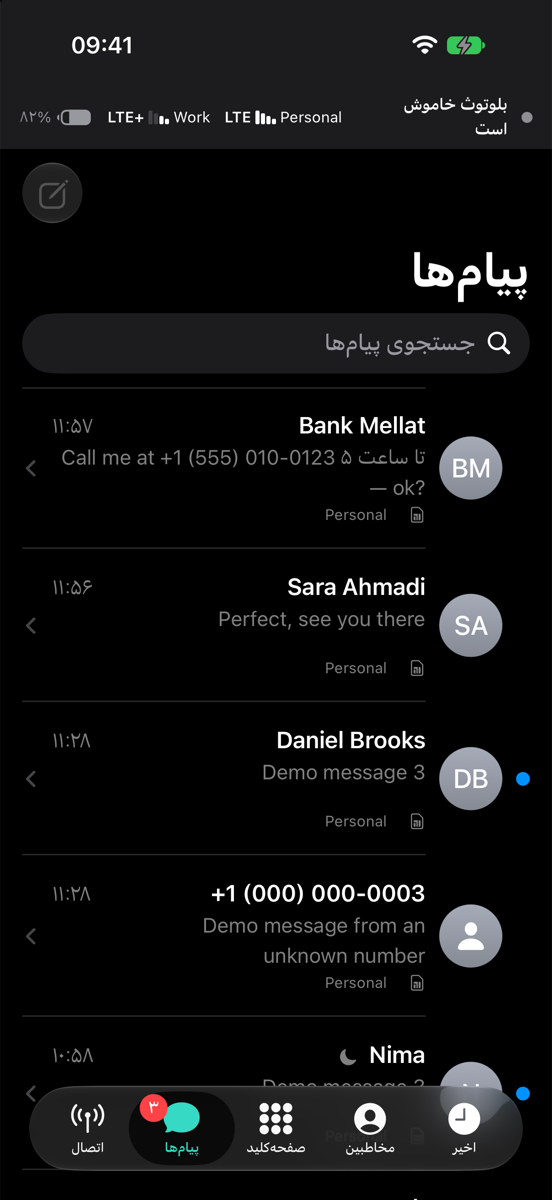 09:41
بلوتوث خاموش
است
Personal LTE Work LTE+ ۸۲%
پیام‌ها
جستجوی پیام‌ها
Bank Mellat ۱۱:۵۷
BM
Call me at +1 (555) 010-0123 تا ساعت ۵
— ok?
Personal
Sara Ahmadi ۱۱:۵۶
SA
Perfect, see you there
Personal
Daniel Brooks ۱۱:۲۸
DB
Demo message 3
Personal
+1 (000) 000-0003 ۱۱:۲۸
Demo message from an
unknown number
Personal
Nima ۱۰:۵۸
Demo message
Personal
اخیر
مخاطبین
صفحه‌کلید
۳
پیام‌ها
اتصال